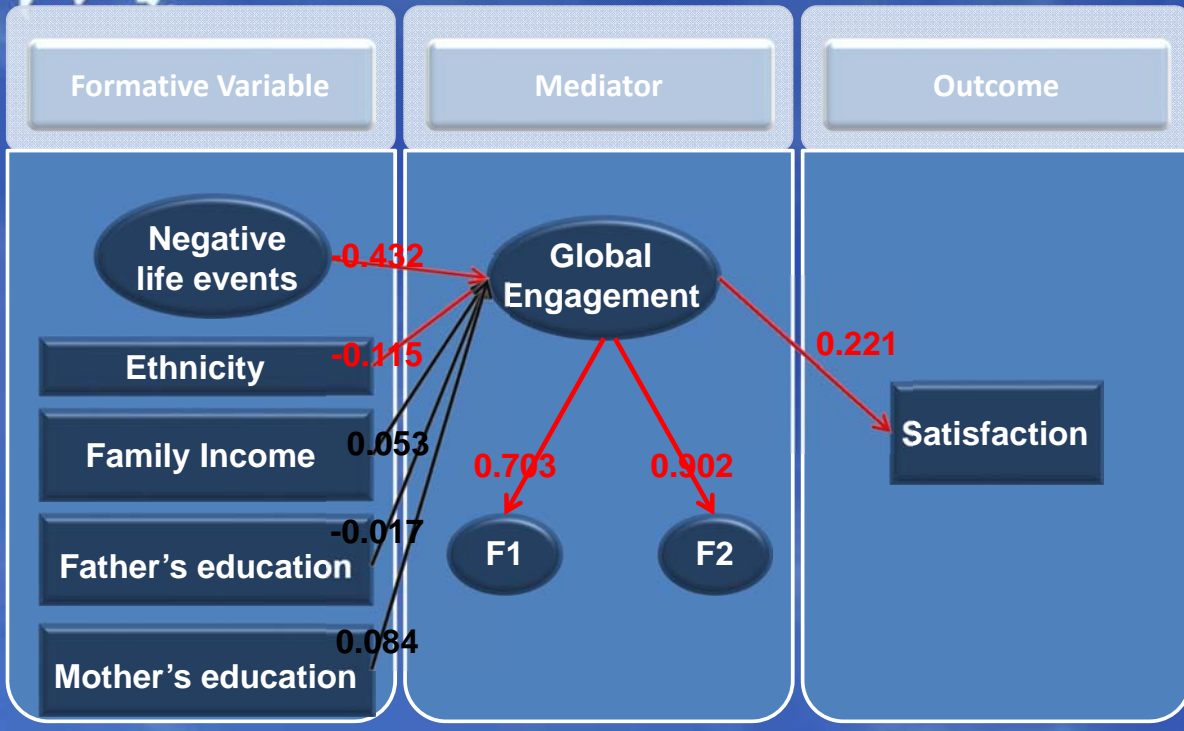 Formative Variable
Mediator
Outcome
Negative
life events
-0.432
Global
Engagement
Ethnicity
-0.115
0.221
Family Income
0.053
0.703
0.902
Satisfaction
Father's education
-0.017
F1
F2
Mother's education
0.084